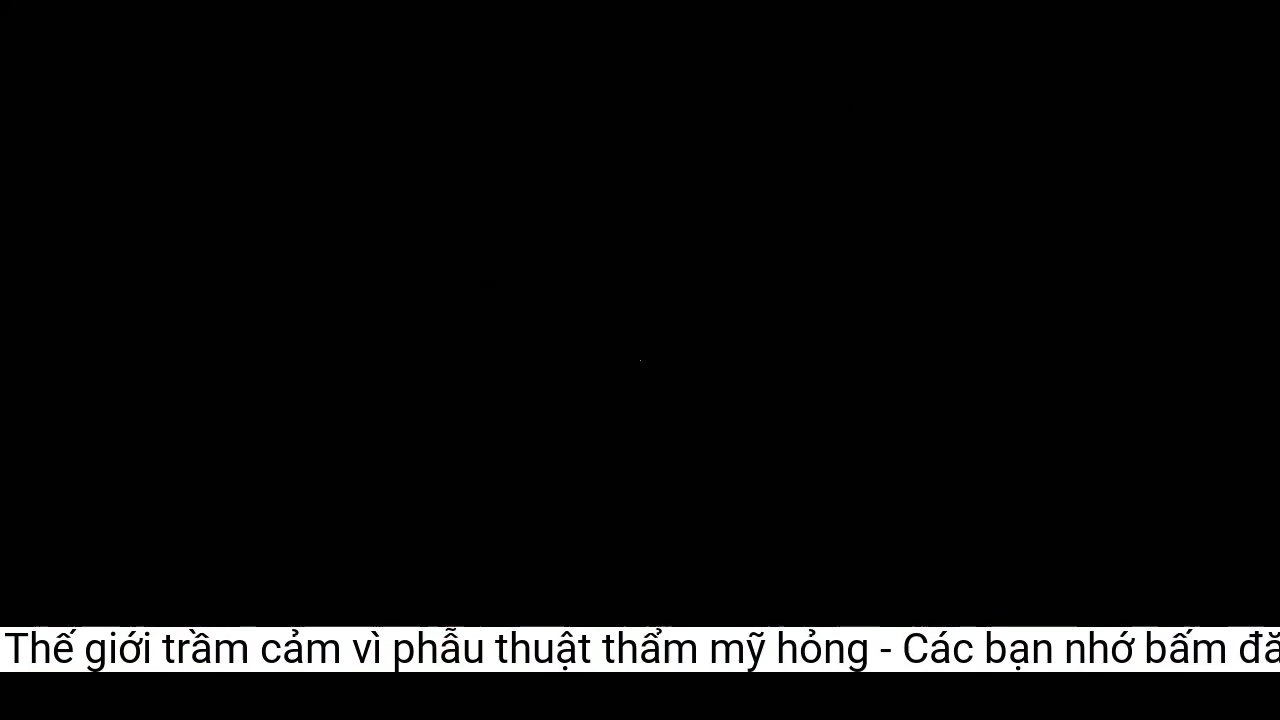 Thế giới trầm cảm vì phẫu thuật thẩm mỹ hỏng - Các bạn nhớ bấm